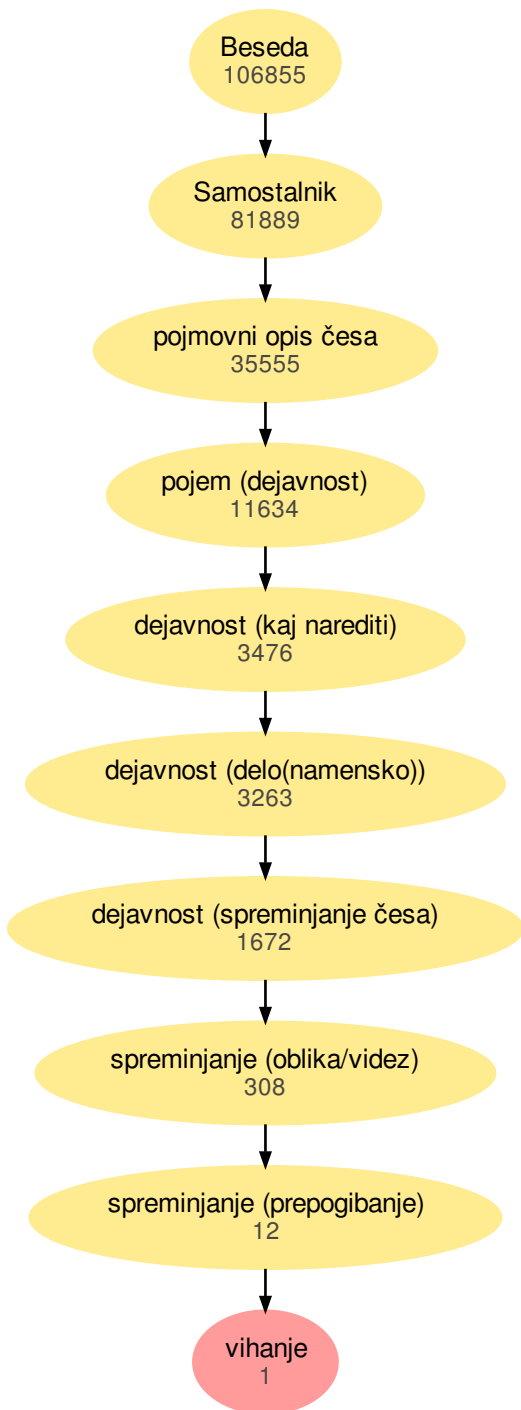 Beseda
106855
Samostalnik
81889
pojmovni opis česa
35555
pojem (dejavnost)
11634
dejavnost (kaj narediti)
3476
dejavnost (delo(namensko))
3263
dejavnost (spreminjanje česa)
1672
spreminjanje (oblika/videz)
308
spreminjanje (prepogibanje)
12
vihanje
1